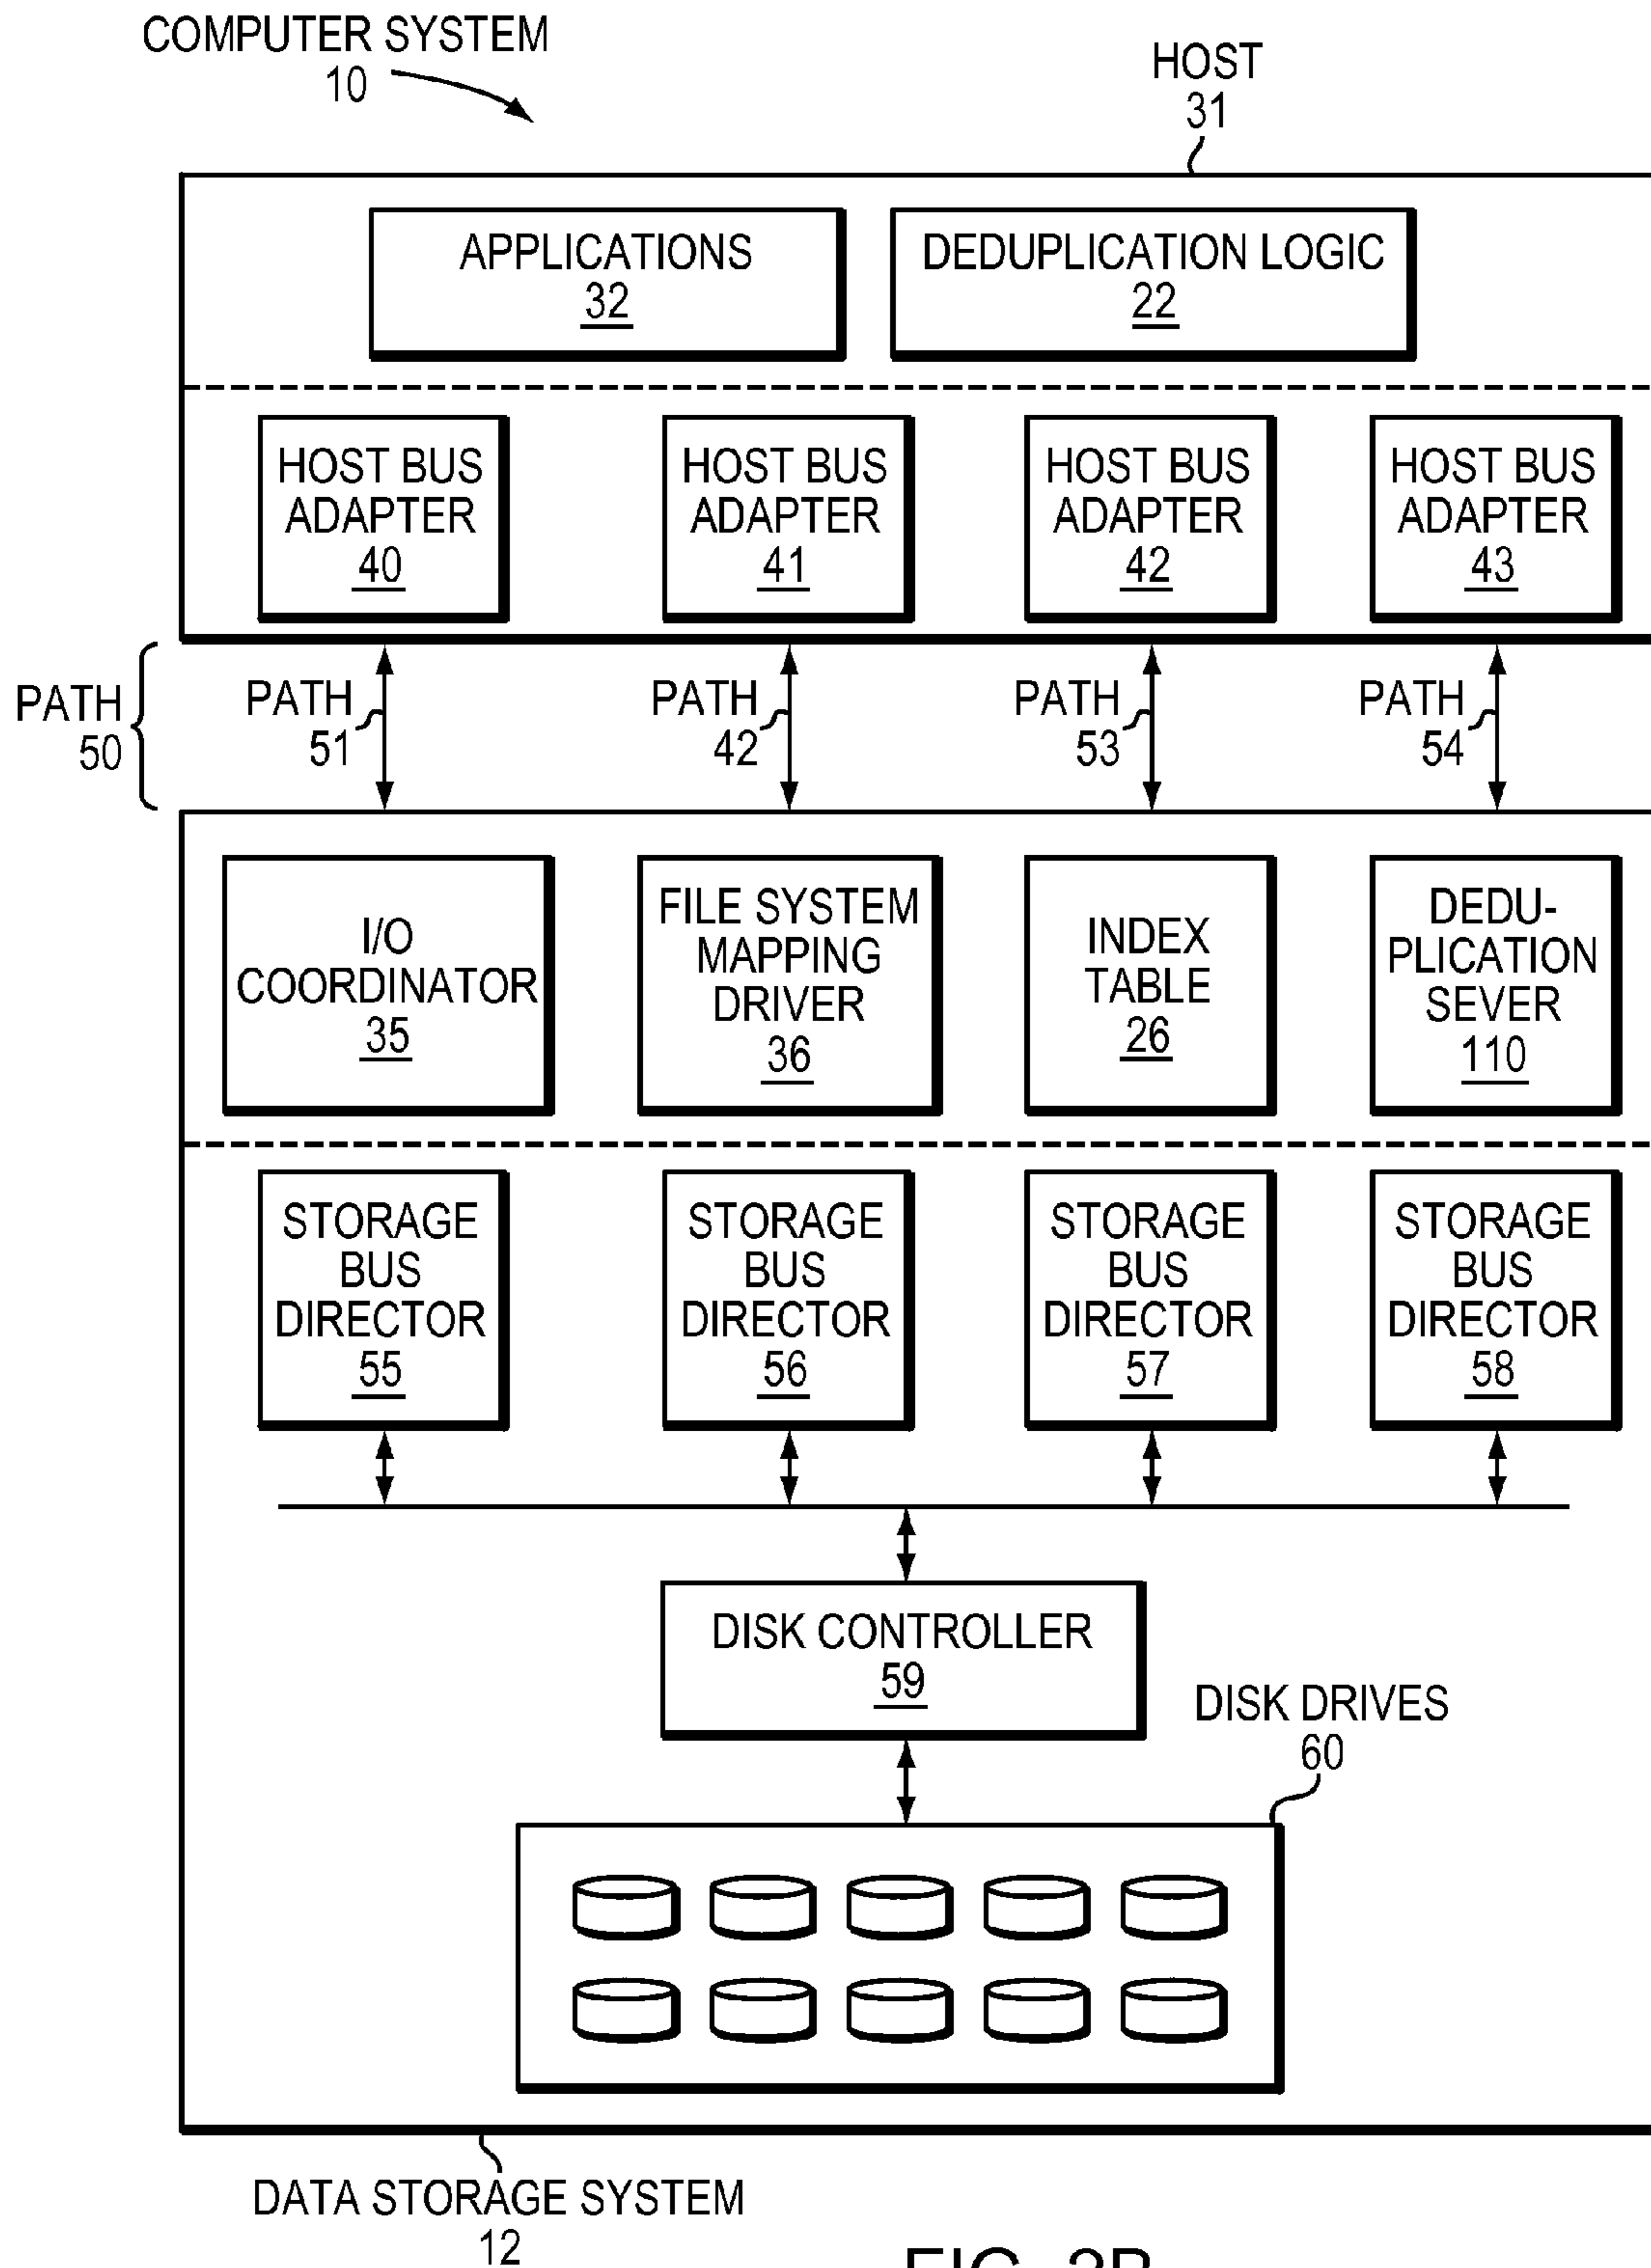 COMPUTER SYSTEM
10
HOST
31
APPLICATIONS
32
DEDUPLICATION LOGIC
22
HOST BUS
ADAPTER
40
HOST BUS
ADAPTER
41
HOST BUS
ADAPTER
42
HOST BUS
ADAPTER
43
PATH
50
PATH
51
PATH
42
PATH
53
PATH
54
I/O
COORDINATOR
35
FILE SYSTEM
MAPPING
DRIVER
36
INDEX
TABLE
26
DEDU-
PLICATION
SEVER
110
STORAGE
BUS
DIRECTOR
55
STORAGE
BUS
DIRECTOR
56
STORAGE
BUS
DIRECTOR
57
STORAGE
BUS
DIRECTOR
58
DISK CONTROLLER
59
DISK DRIVES
60
DATA STORAGE SYSTEM
12